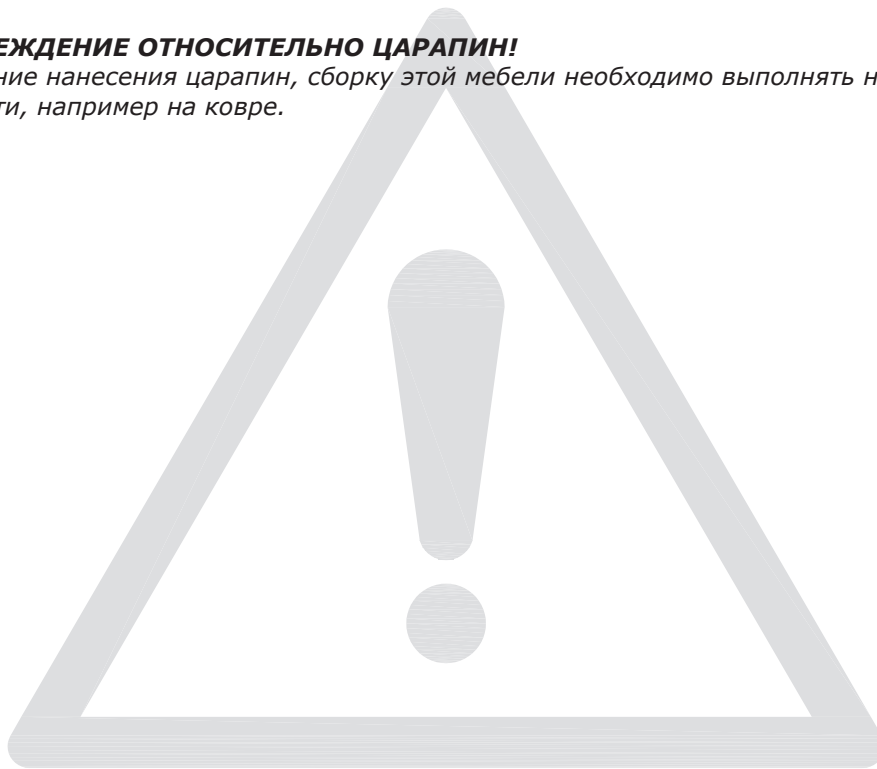 ЕЖДЕНИЕ ОТНОСИТЕЛЬНО ЦАРАПИН!
ние нанесения царапин, сборку этой мебели необходимо выполнять н
ти, например на ковре.